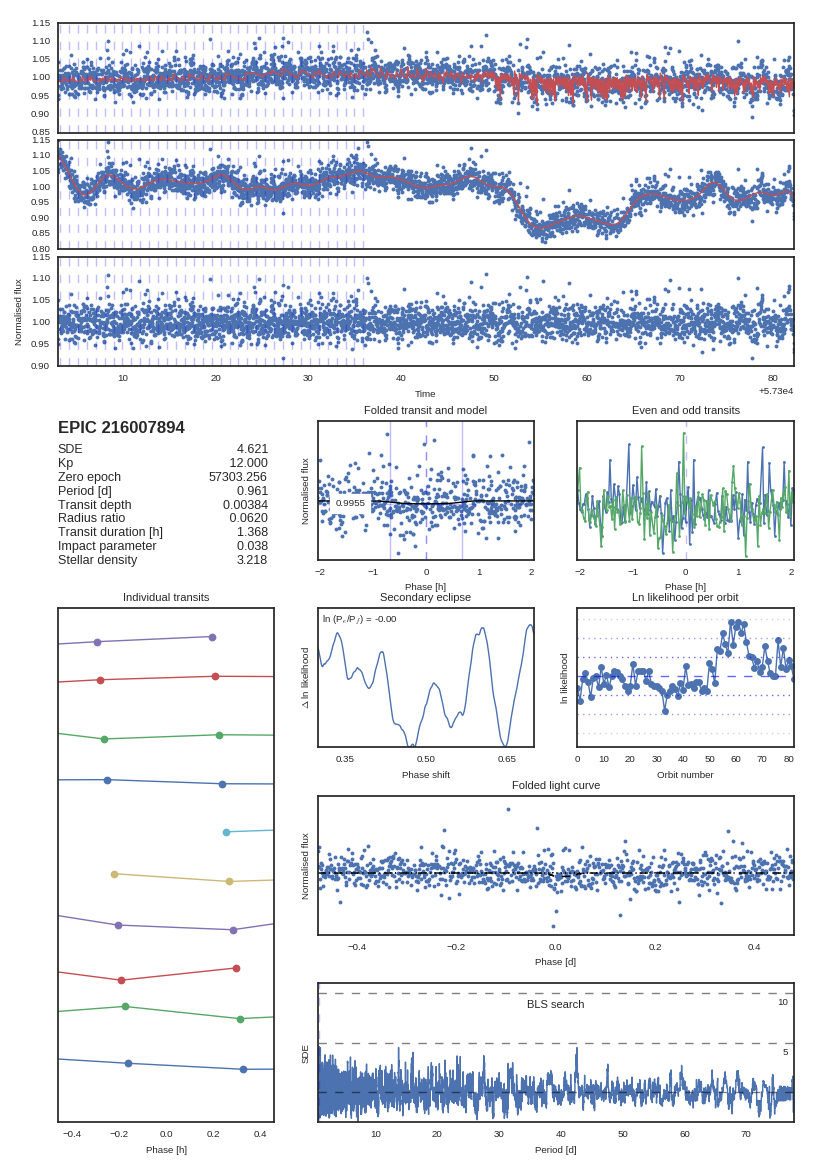 1.15
1.10
1.05
1.00
0.95
0.90
0.85
1.15
1.10
1.05
1.00
0.95
0.90
0.85
0.80
1.15
1.10
1.05
1.00
0.95
0.90
Normalised flux
10 20 30 40 50 60 70 80
Time
+5.73e4
EPIC 216007894
SDE 4.621
Kp 12.000
Zero epoch 57303.256
Period [d] 0.961
Transit depth 0.00384
Radius ratio 0.0620
Transit duration [h] 1.368
Impact parameter 0.038
Stellar density 3.218
Folded transit and model
Normalised flux
0.9955
−2 −1 0 1 2
Phase [h]
Even and odd transits
−2 −1 0 1 2
Phase [h]
Individual transits
−0.4 −0.2 0.0 0.2 0.4
Phase [h]
Secondary eclipse
ln (Pₑ/P𝑓) = -0.00
Δ ln likelihood
0.35 0.50 0.65
Phase shift
Ln likelihood per orbit
ln likelihood
0 10 20 30 40 50 60 70 80
Orbit number
Folded light curve
Normalised flux
−0.4 −0.2 0.0 0.2 0.4
Phase [d]
BLS search
10
5
SDE
10 20 30 40 50 60 70
Period [d]